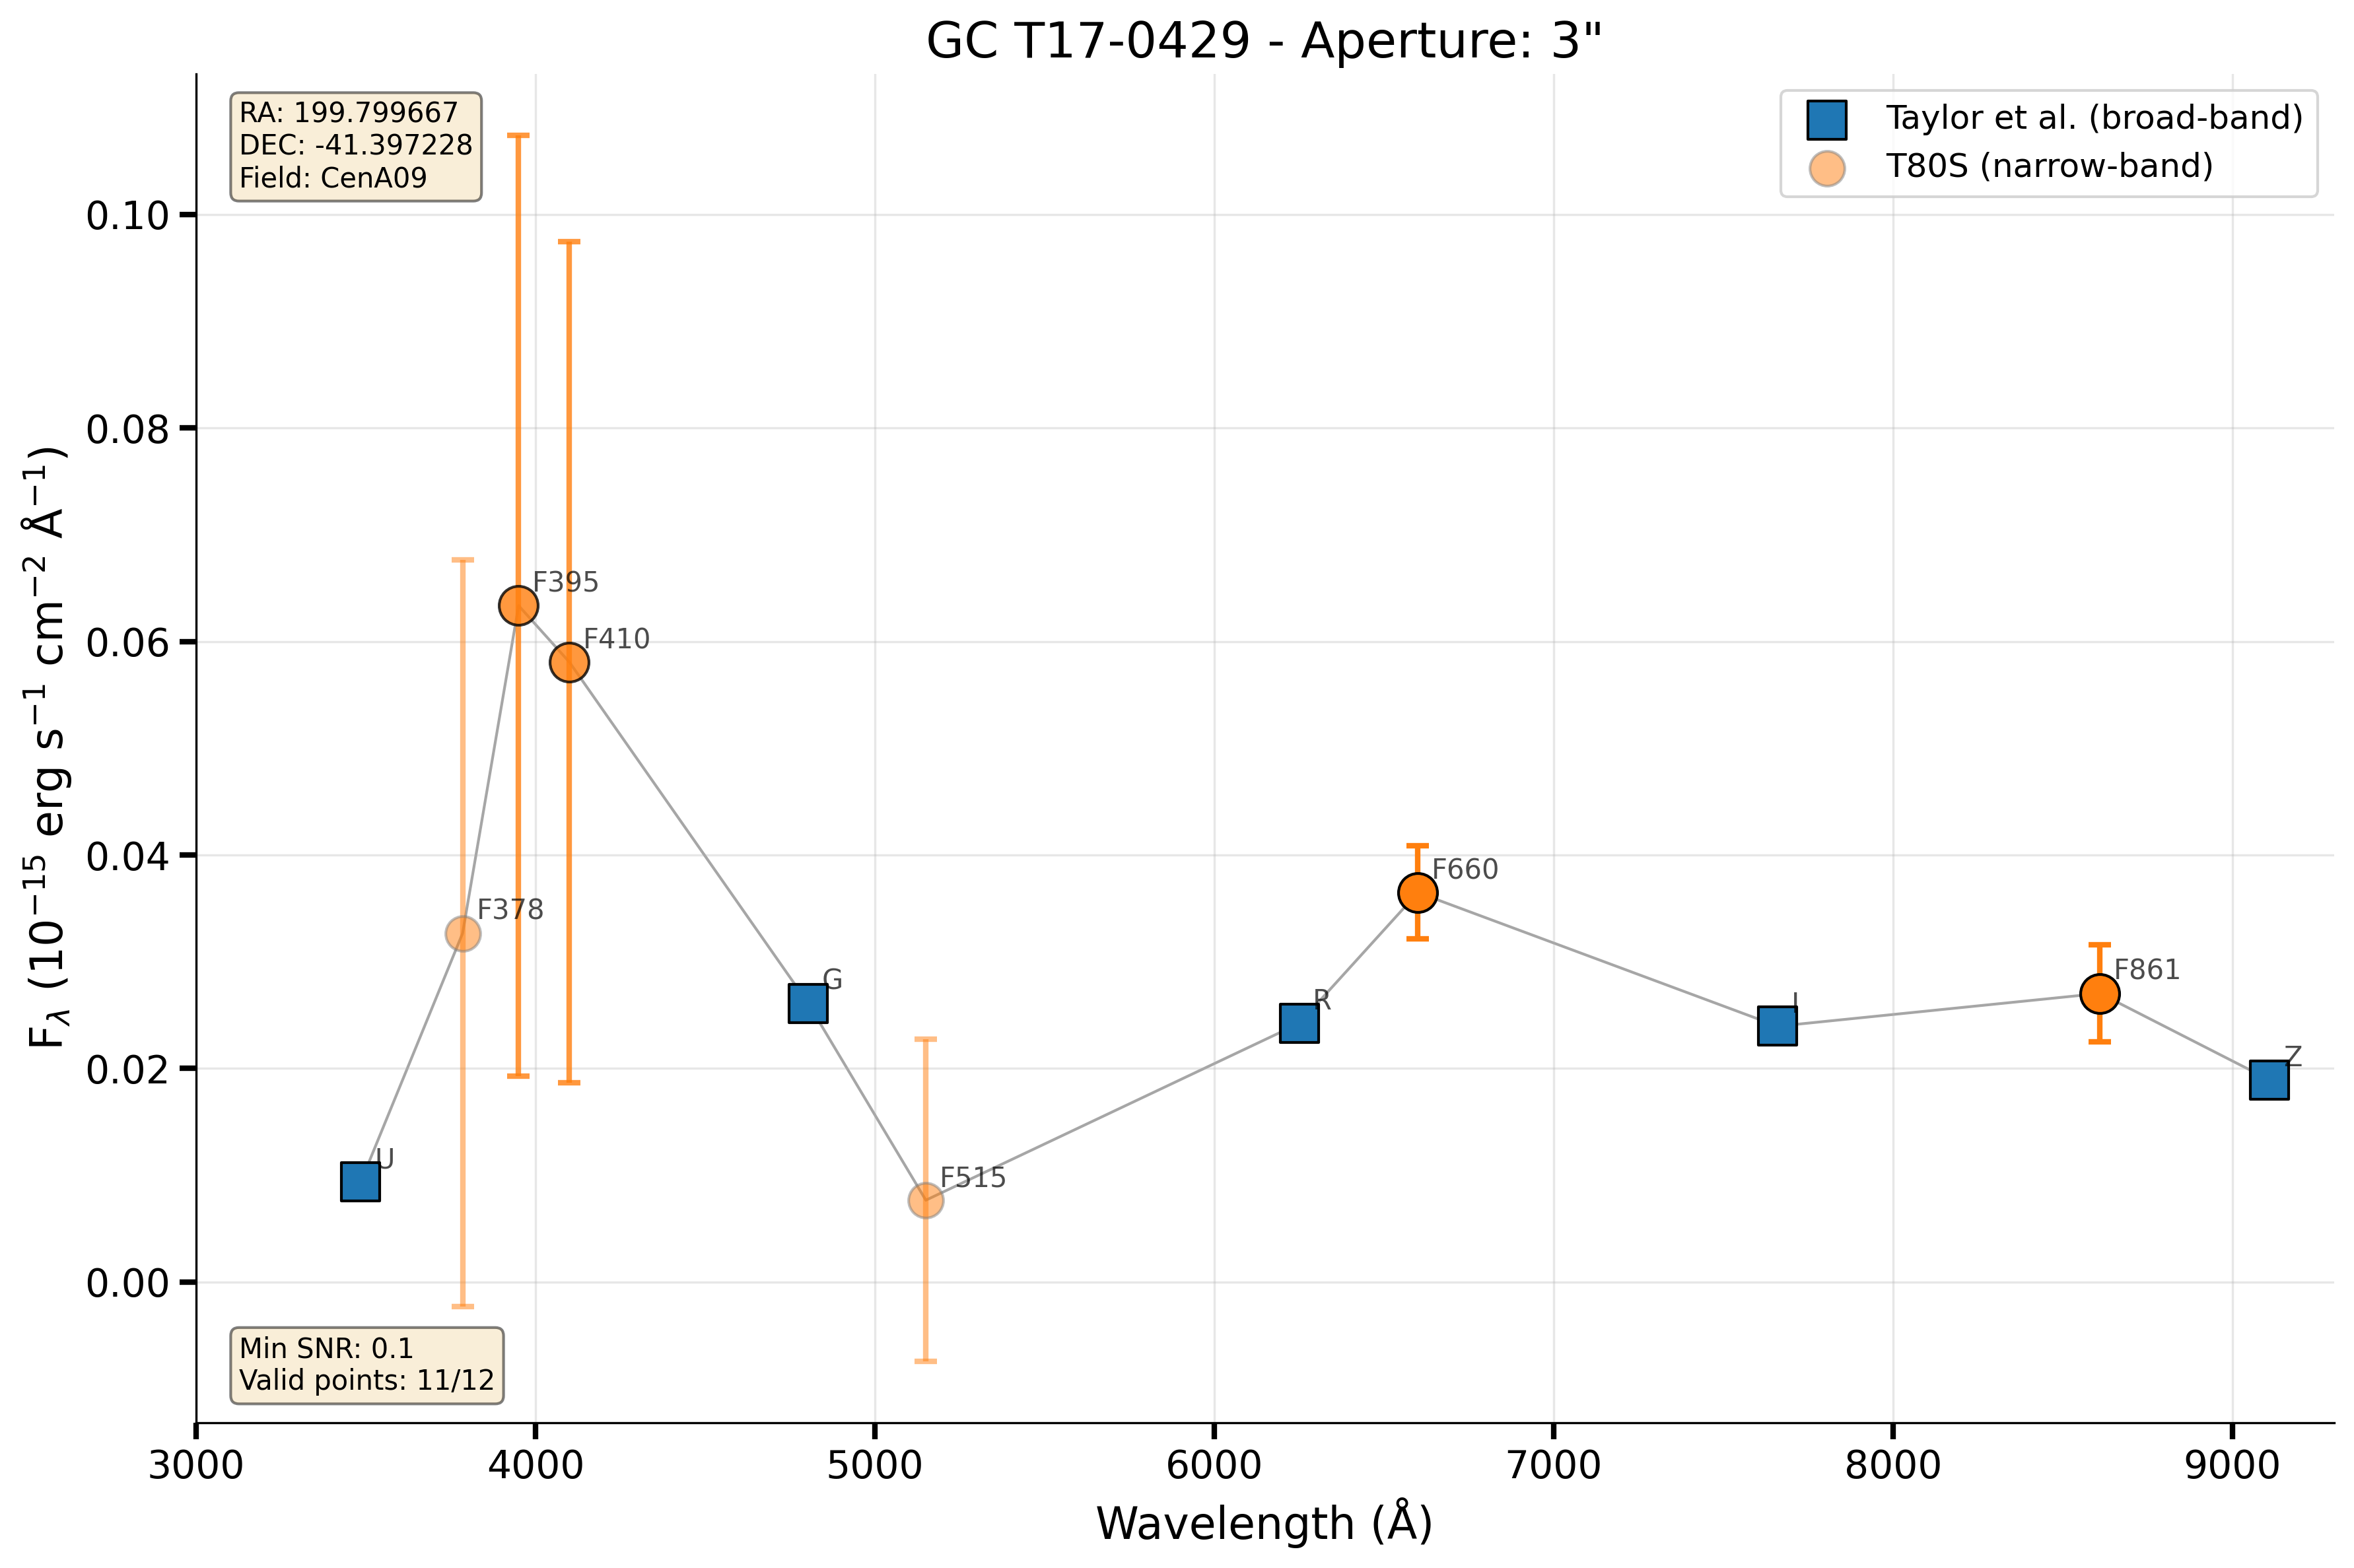 GC T17-0429 - Aperture: 3"
RA: 199.799667
DEC: -41.397228
Field: CenA09
Taylor et al. (broad-band)
T80S (narrow-band)
0.10
0.08
0.06
0.04
0.02
0.00
F$_λ$ (10$^{−15}$ erg s$^{−1}$ cm$^{−2}$ Å$^{−1}$)
F395
F410
F378
F660
G
F861
R
I
Z
U
F515
Min SNR: 0.1
Valid points: 11/12
3000 4000 5000 6000 7000 8000 9000
Wavelength (Å)